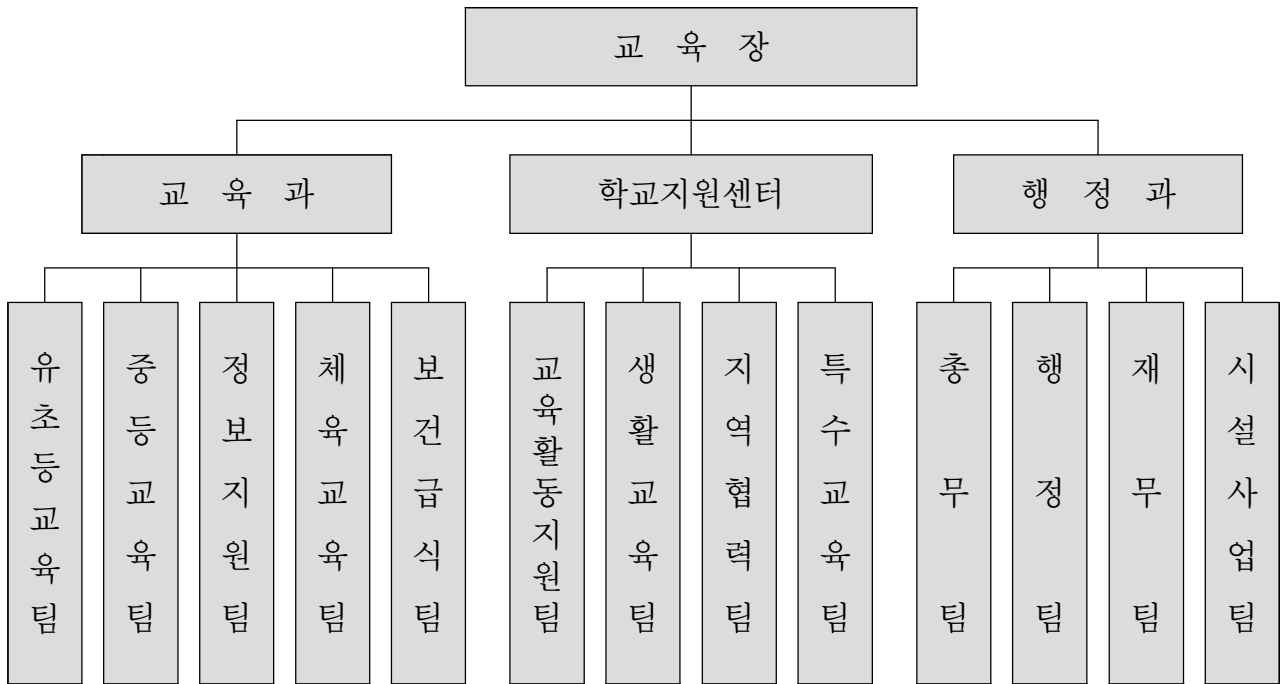 교 육 장
교 육 과
학교지원센터
행 정 과
유초등교육팀
중등교육팀
정보지원팀
체육교육팀
보건급식팀
교육활동지원팀
생활교육팀
지역협력팀
특수교육팀
총무팀
행정팀
재무팀
시설사업팀